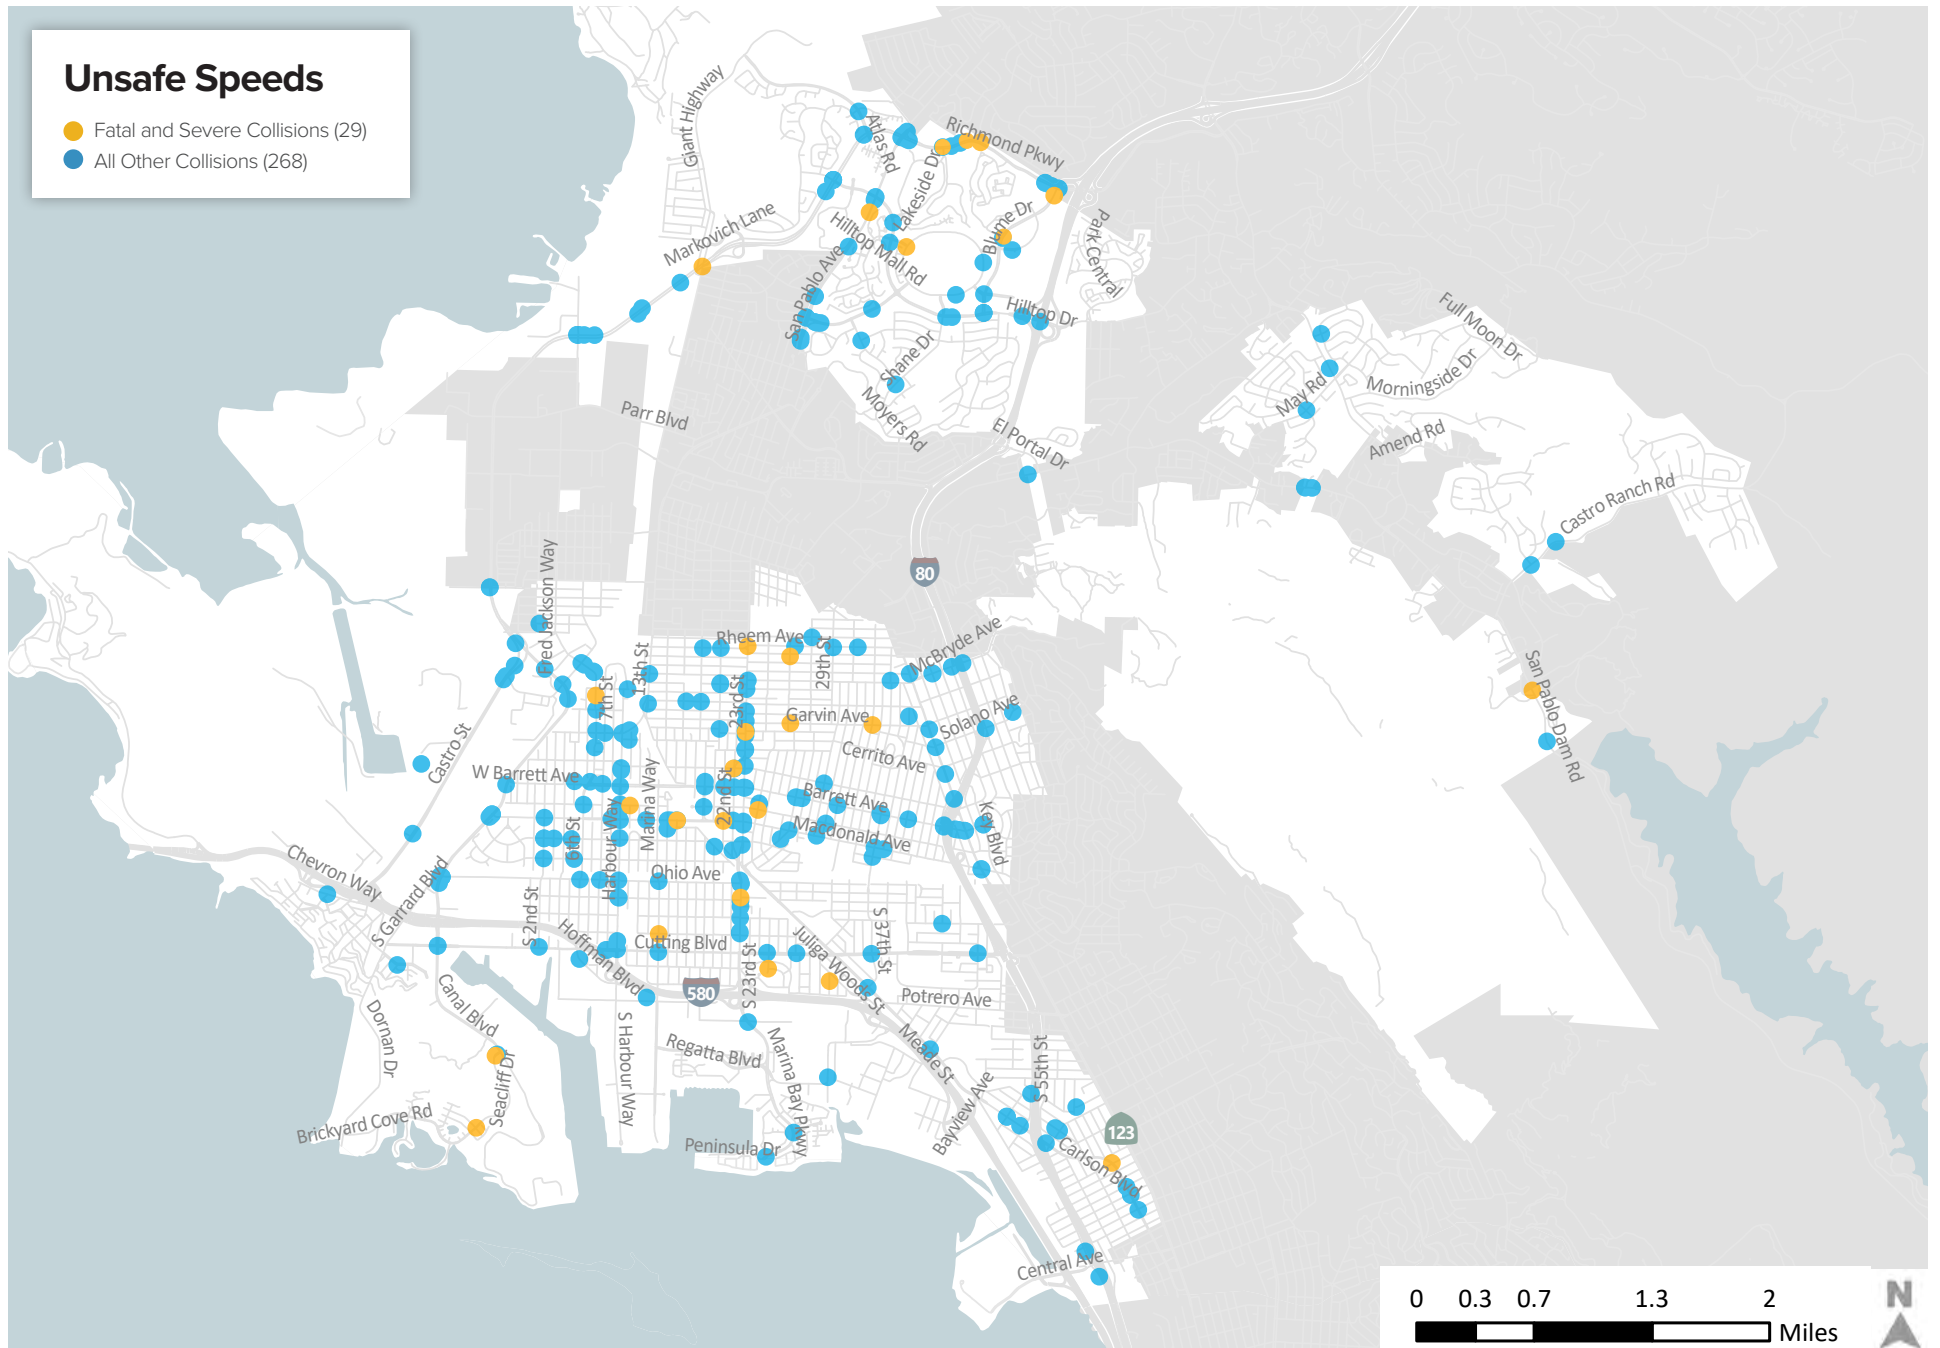 Unsafe Speeds
Fatal and Severe Collisions (29)
All Other Collisions (268)
Giant Highway
Atlas Rd
Richmond Pkwy
Lakeside Dr
Markovich Lane
Hilltop Mall Rd
Blume Dr
Park Central
San Pablo Ave
Hilltop Dr
Shane Dr
Moyers Rd
Parr Blvd
El Portal Dr
Full Moon Dr
Morningside Dr
May Rd
Amend Rd
Castro Ranch Rd
80
Fred Jackson Way
Rheem Ave
29th St
McBryde Ave
13th St
7th St
23rd St
Garvin Ave
Solano Ave
San Pablo Dam Rd
Castro St
Cerrito Ave
W Barrett Ave
Marina Way
22nd St
Barrett Ave
Key Blvd
Macdonald Ave
6th St
Harbour Way
Chevron Way
Ohio Ave
S Garrard Blvd
S 2nd St
S 37th St
Hoffman Blvd
Cutting Blvd
Juliga Woods St
S 23rd St
580
Potrero Ave
Canal Blvd
Dornan Dr
S Harbour Way
Regatta Blvd
Marina Bay Pkwy
Meade St
S 55th St
Seacliff Dr
Bayview Ave
Brickyard Cove Rd
Peninsula Dr
123
Carlson Blvd
Central Ave
0 0.3 0.7 1.3 2
Miles
N